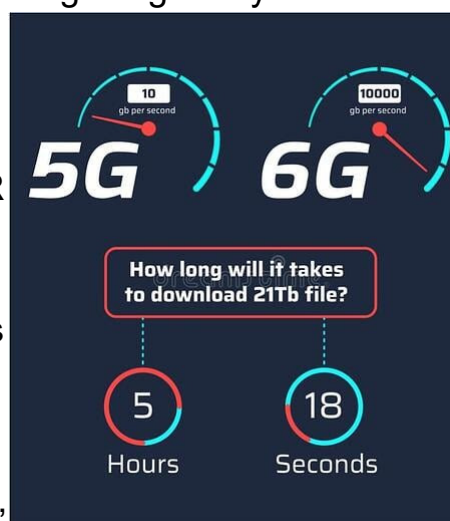 10
gb per second
5G
10000
gb per second
6G
How long will it takes
to download 21Tb file?
5
Hours
18
Seconds